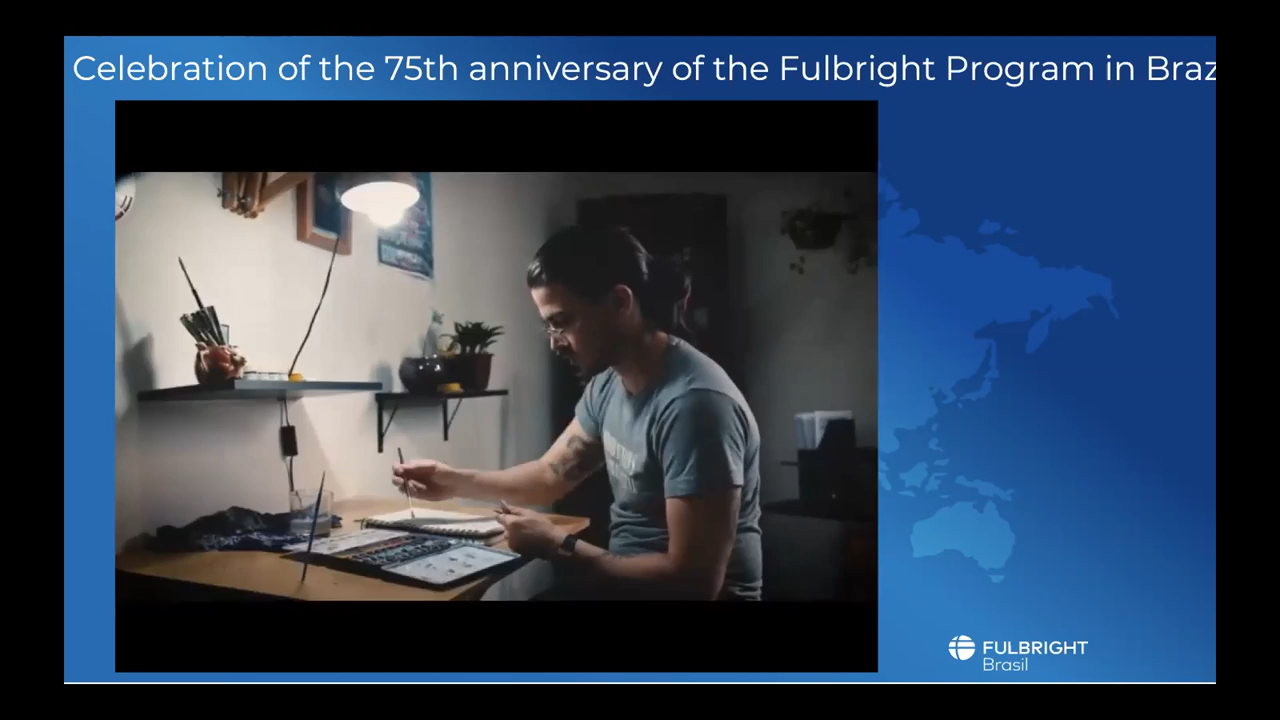 Celebration of the 75th anniversary of the Fulbright Program in Braz
FULBRIGHT
Brasil